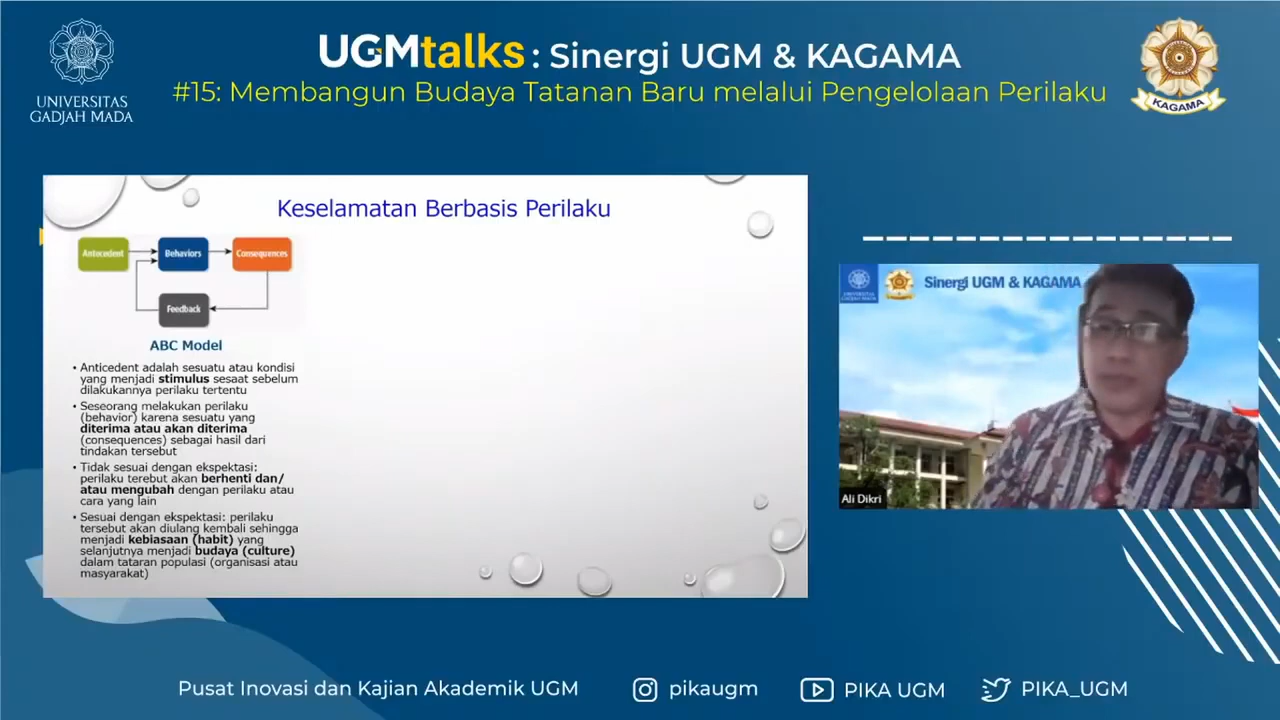 UNIVERSITAS
GADJAH MADA
UGMtalks : Sinergi UGM & KAGAMA
#15: Membangun Budaya Tatanan Baru melalui Pengelolaan Perilaku
KAGAMA
Keselamatan Berbasis Perilaku
Antecedent
Behaviors
Consequences
Feedback
ABC Model
• Anticedent adalah sesuatu atau kondisi
yang menjadi stimulus sesaat sebelum
dilakukannya perilaku tertentu
• Seseorang melakukan perilaku
(behavior) karena sesuatu yang
diterima atau akan diterima
(consequences) sebagai hasil dari
tindakan tersebut
• Tidak sesuai dengan ekspektasi:
perilaku terebut akan berhenti dan/
atau mengubah dengan perilaku atau
cara yang lain
• Sesuai dengan ekspektasi: perilaku
tersebut akan diulang kembali sehingga
menjadi kebiasaan (habit) yang
selanjutnya menjadi budaya (culture)
dalam tataran populasi (organisasi atau
masyarakat)
Sinergi UGM & KAGAMA
Ali Dikri
Pusat Inovasi dan Kajian Akademik UGM
pikaugm
PIKA UGM
PIKA_UGM